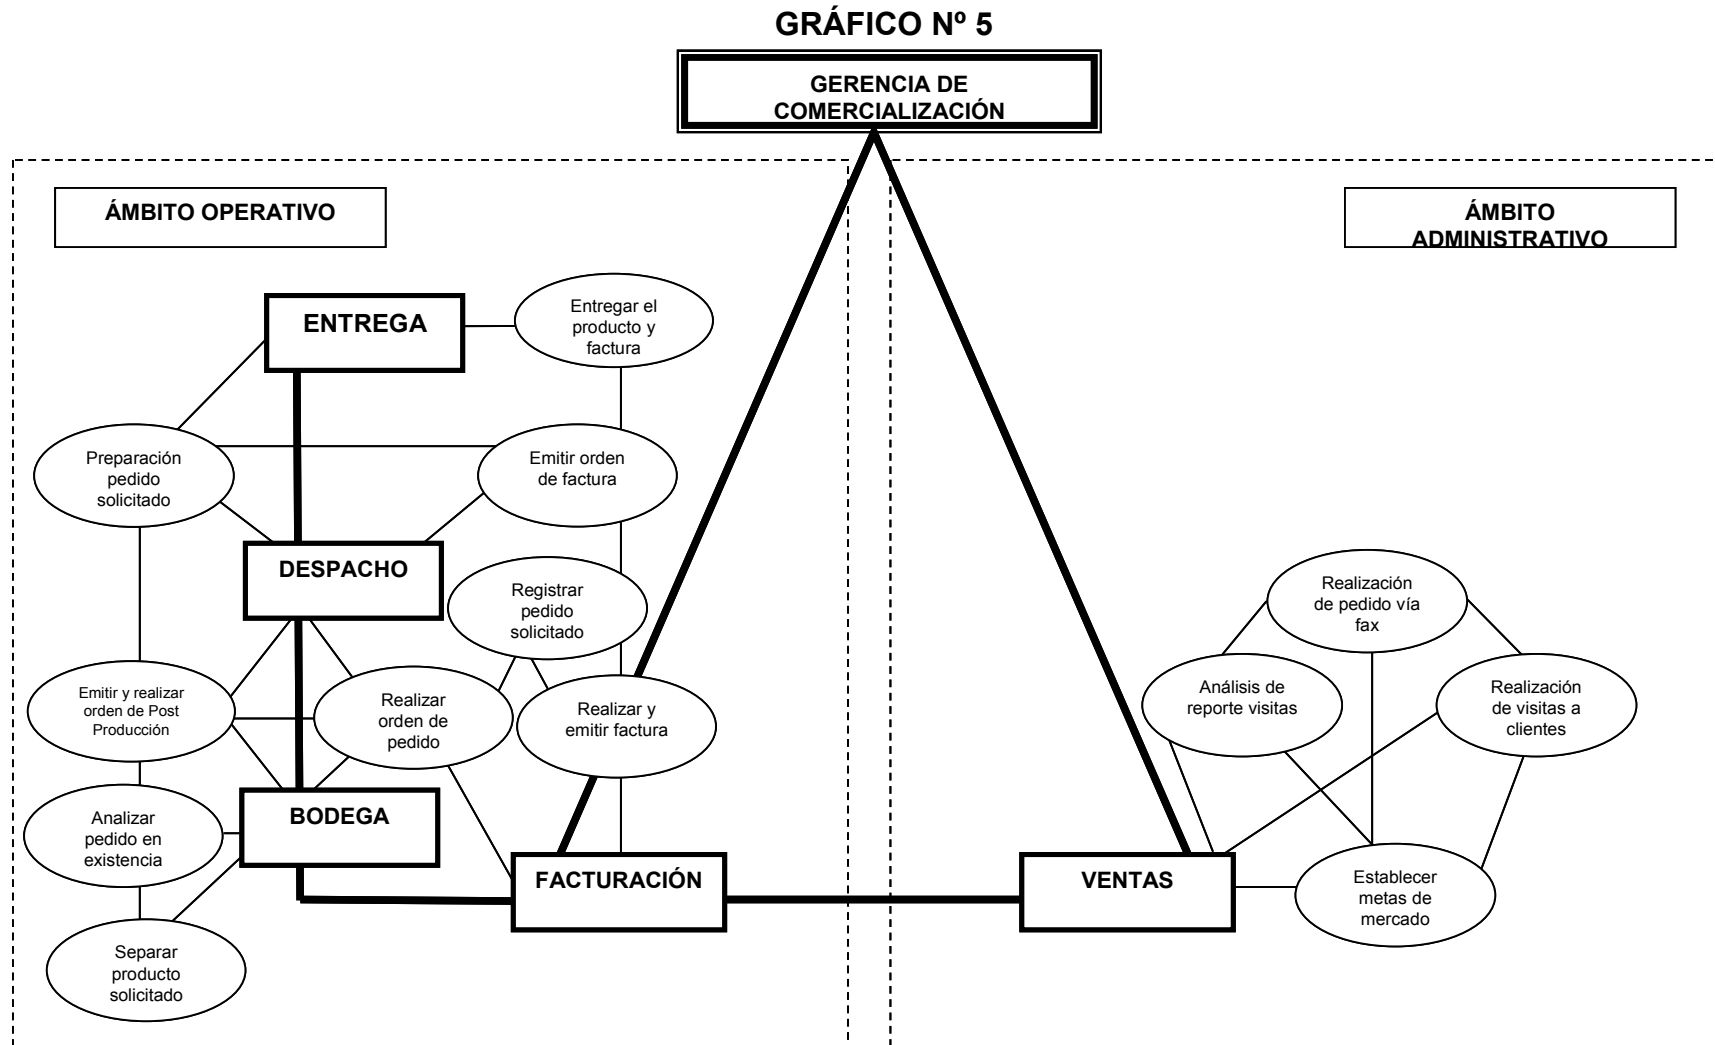 GRÁFICO Nº 5
GERENCIA DE
COMERCIALIZACIÓN
ÁMBITO OPERATIVO
ÁMBITO
ADMINISTRATIVO
ENTREGA
Entregar el
producto y
factura
Preparación
pedido
solicitado
Emitir orden
de factura
DESPACHO
Registrar
pedido
solicitado
Realización
de pedido vía
fax
Emitir y realizar
orden de Post
Producción
Realizar
orden de
pedido
Realizar y
emitir factura
Análisis de
reporte visitas
Realización
de visitas a
clientes
Analizar
pedido en
existencia
BODEGA
FACTURACIÓN
VENTAS
Establecer
metas de
mercado
Separar
producto
solicitado